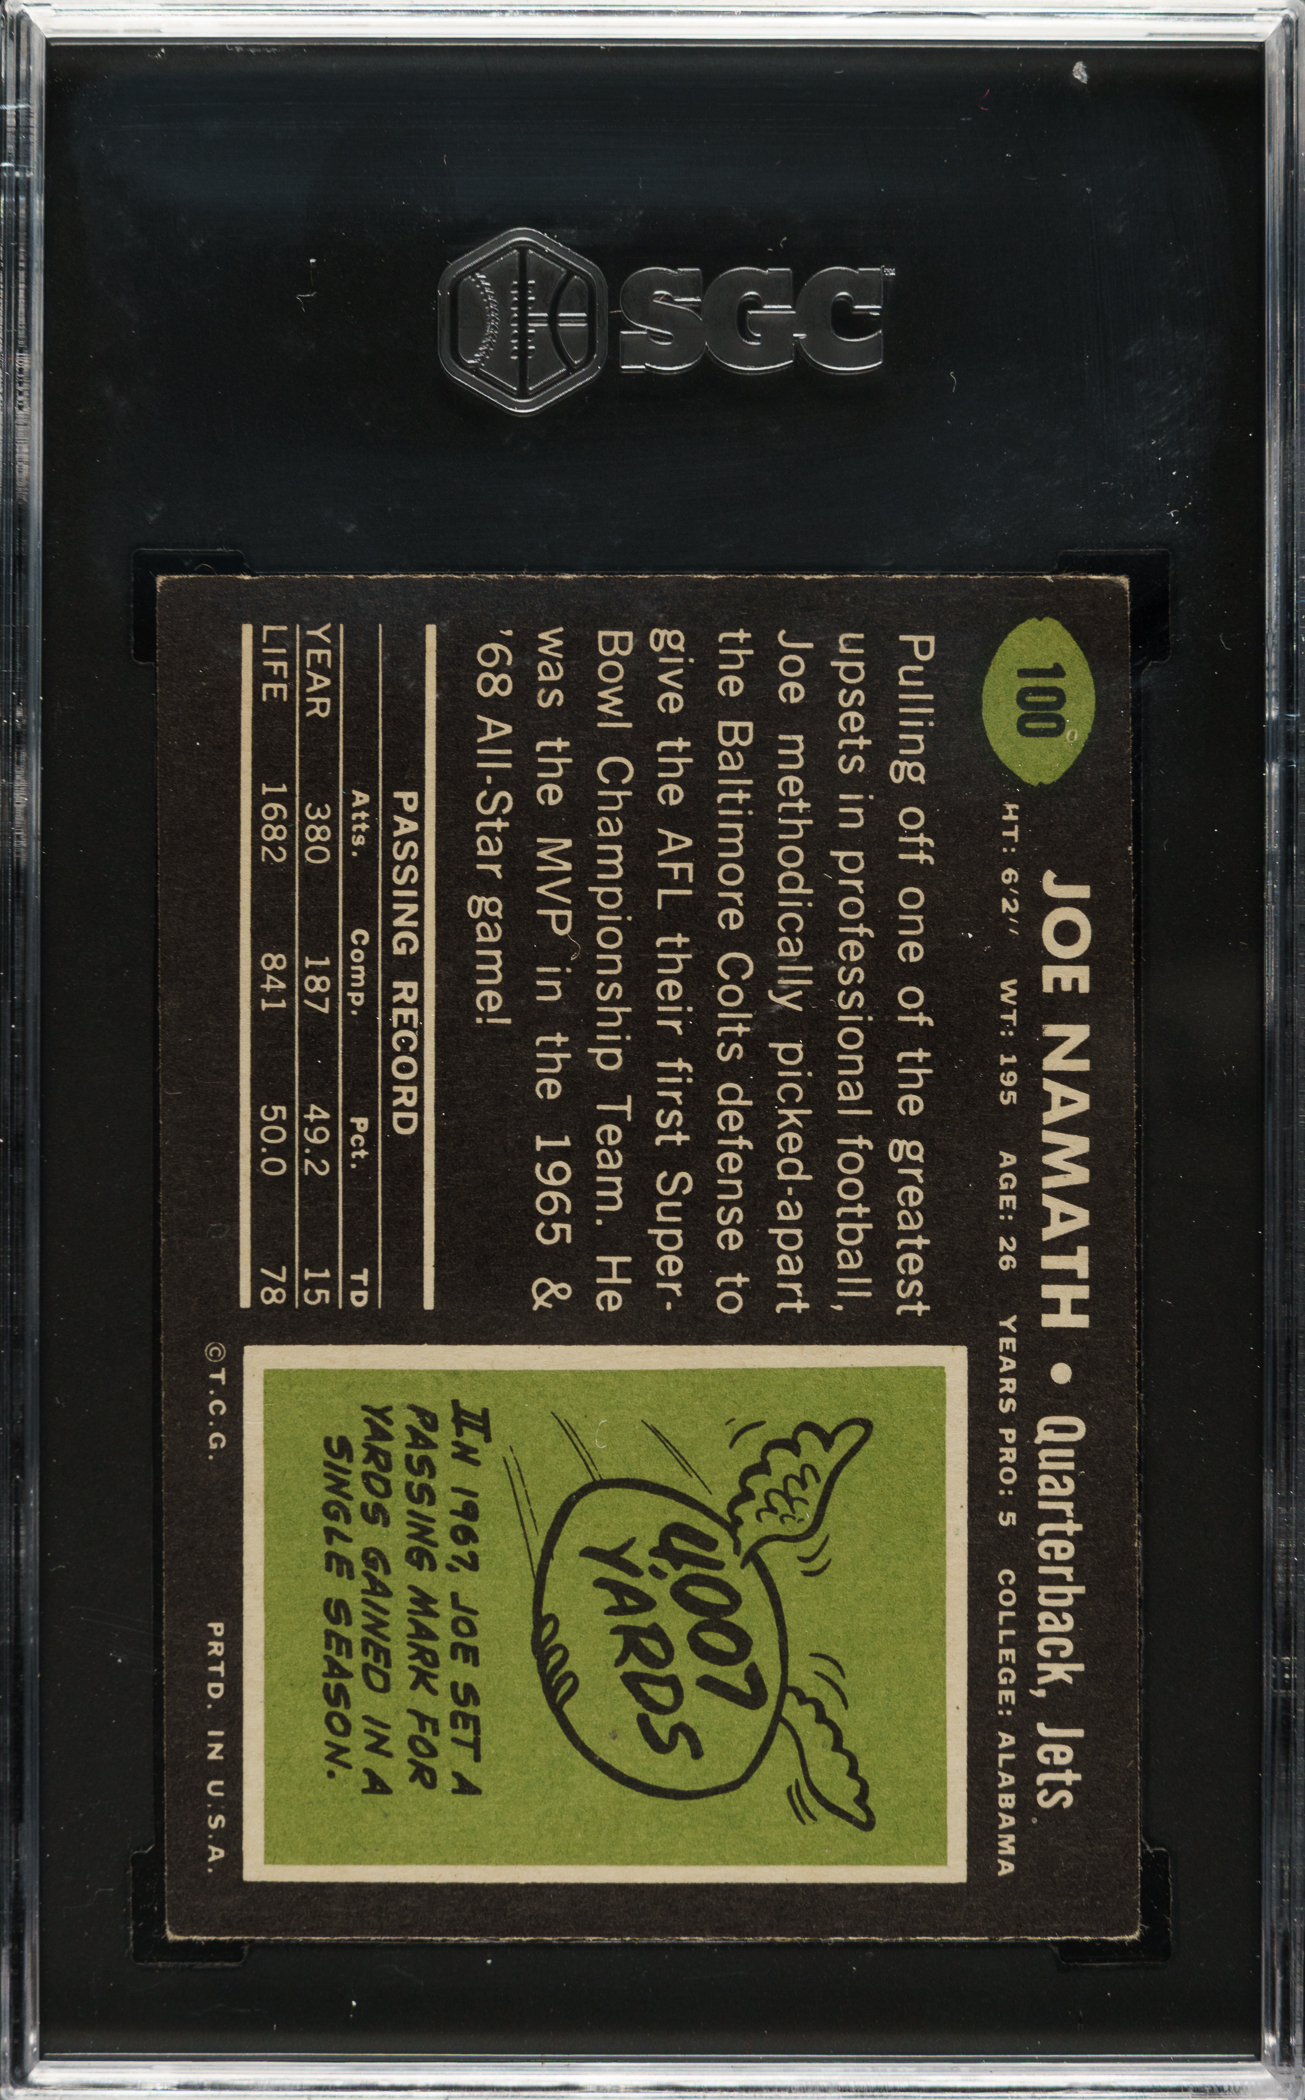 SGC
100
JOE NAMATH • Quarterback, Jets
HT: 6'2" WT: 195 AGE: 26 YEARS PRO: 5 COLLEGE: ALABAMA
Pulling off one of the greatest
upsets in professional football,
Joe methodically picked-apart
the Baltimore Colts defense to
give the AFL their first Super-
Bowl Championship Team. He
was the MVP in the 1965 &
'68 All-Star game!
PASSING RECORD
Atts. Comp. Pct. TD
YEAR 380 187 49.2 15
LIFE 1682 841 50.0 78
4,007
YARDS
IN 1967, JOE SET A
PASSING MARK FOR
YARDS GAINED IN A
SINGLE SEASON.
©T.C.G. PRTD. IN U.S.A.